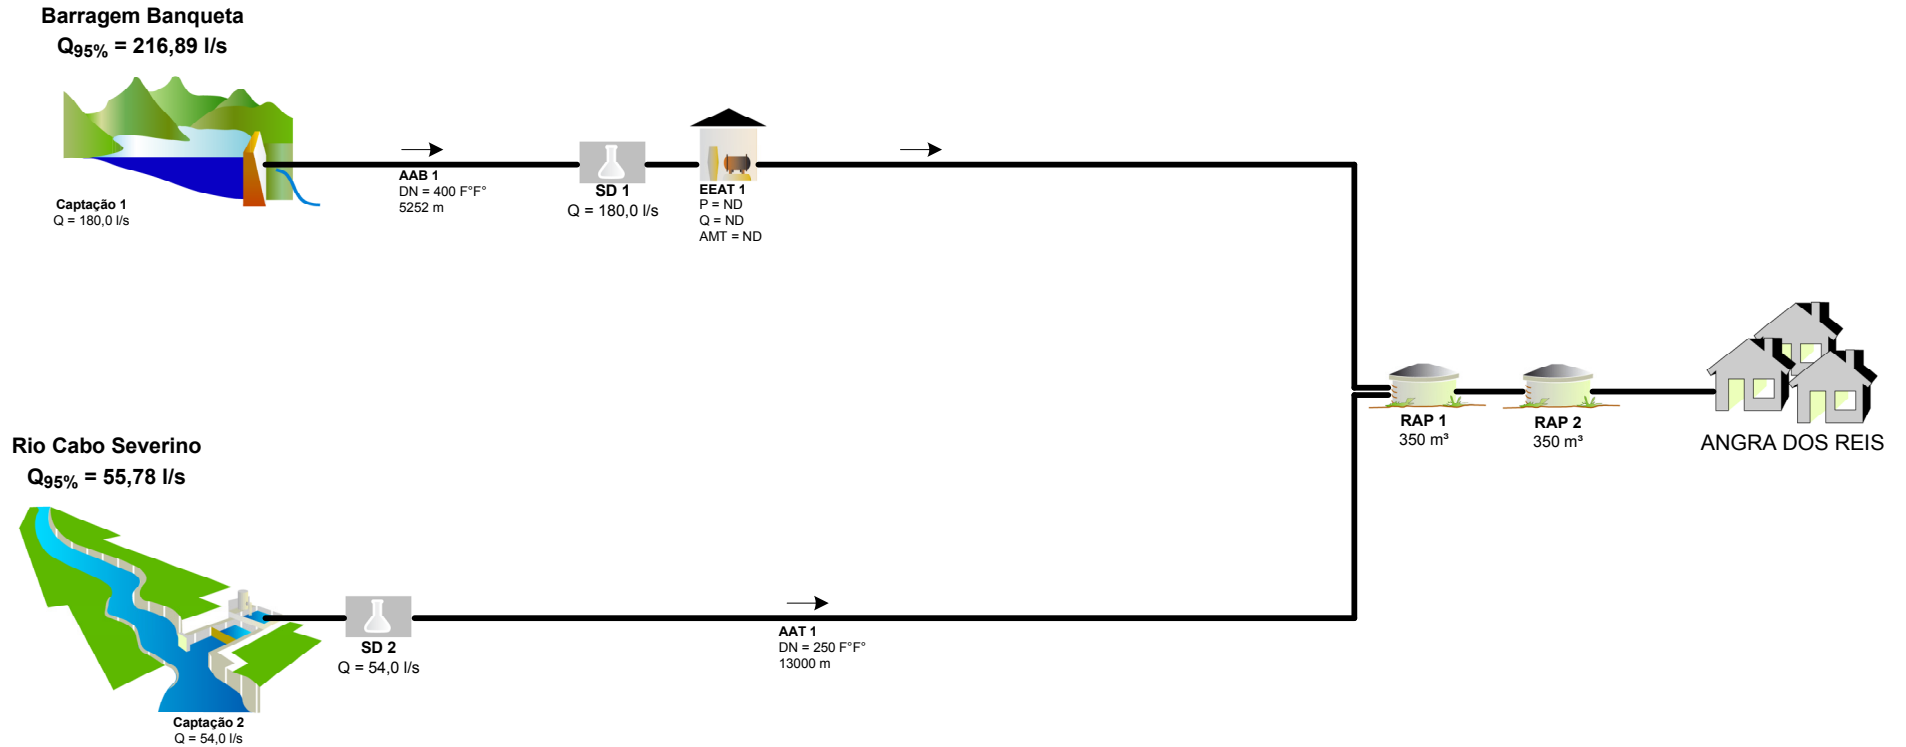 Barragem Banqueta
Q95% = 216,89 l/s
Captação 1
Q = 180,0 l/s
AAB 1
DN = 400 F°F°
5252 m
SD 1
Q = 180,0 l/s
EEAT 1
P = ND
Q = ND
AMT = ND
RAP 1
350 m³
RAP 2
350 m³
ANGRA DOS REIS
Rio Cabo Severino
Q95% = 55,78 l/s
Captação 2
Q = 54,0 l/s
SD 2
Q = 54,0 l/s
AAT 1
DN = 250 F°F°
13000 m